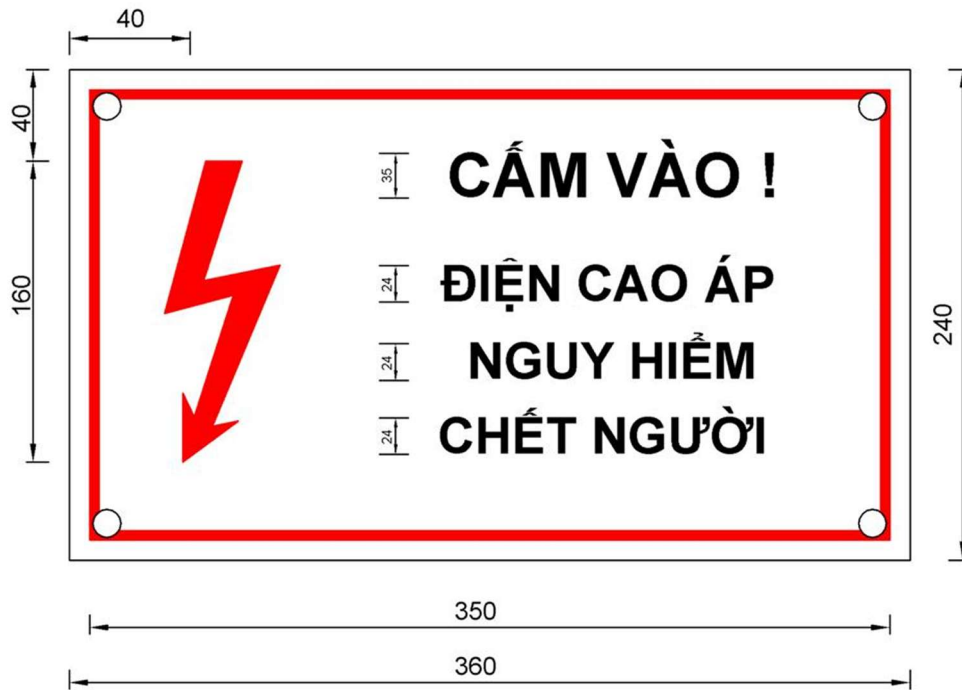 40
40
35
CẤM VÀO !
160
24
ĐIỆN CAO ÁP
240
24
NGUY HIỂM
24
CHẾT NGƯỜI
350
360